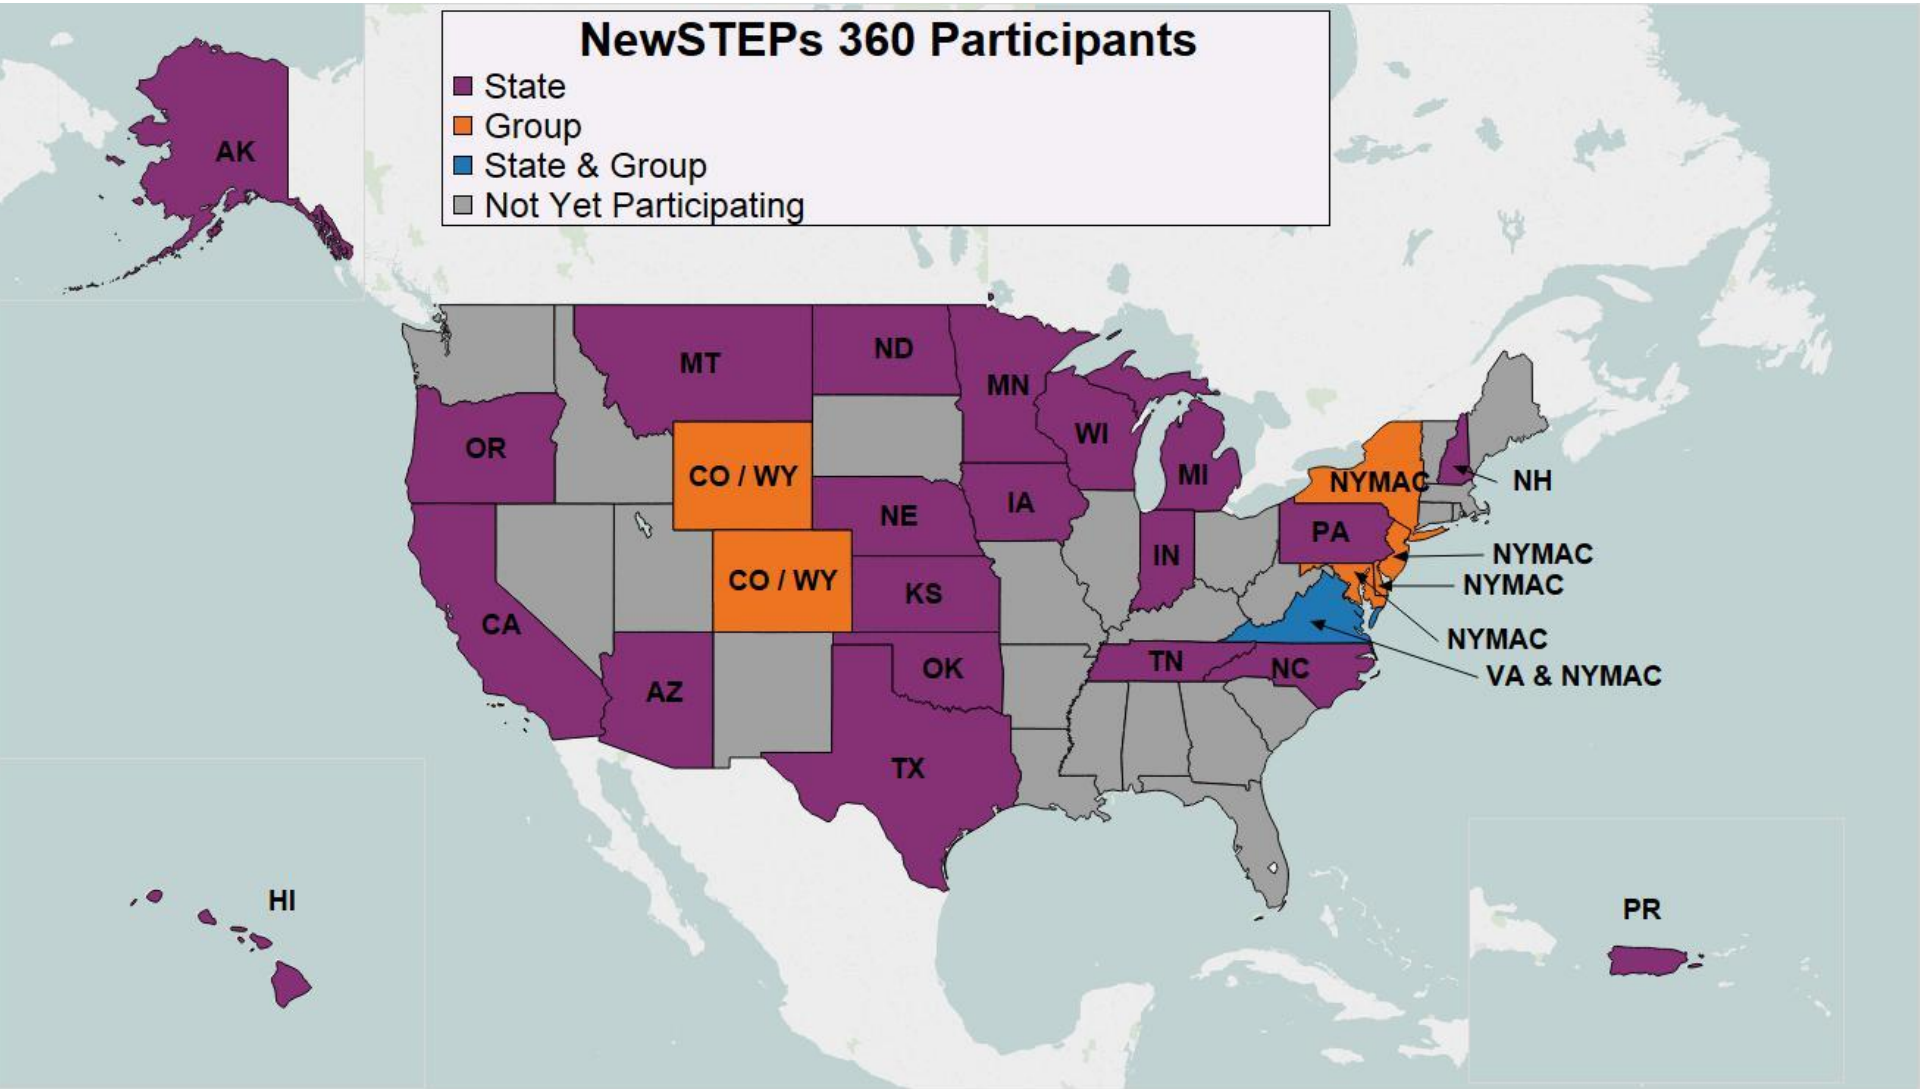 NewSTEPs 360 Participants
State
Group
State & Group
Not Yet Participating
AK
MT
ND
MN
OR
CO / WY
WI
MI
NYMAC
NH
NE
IA
PA
IN
NYMAC
CO / WY
KS
NYMAC
CA
NYMAC
OK
TN
NC
VA & NYMAC
AZ
TX
HI
PR